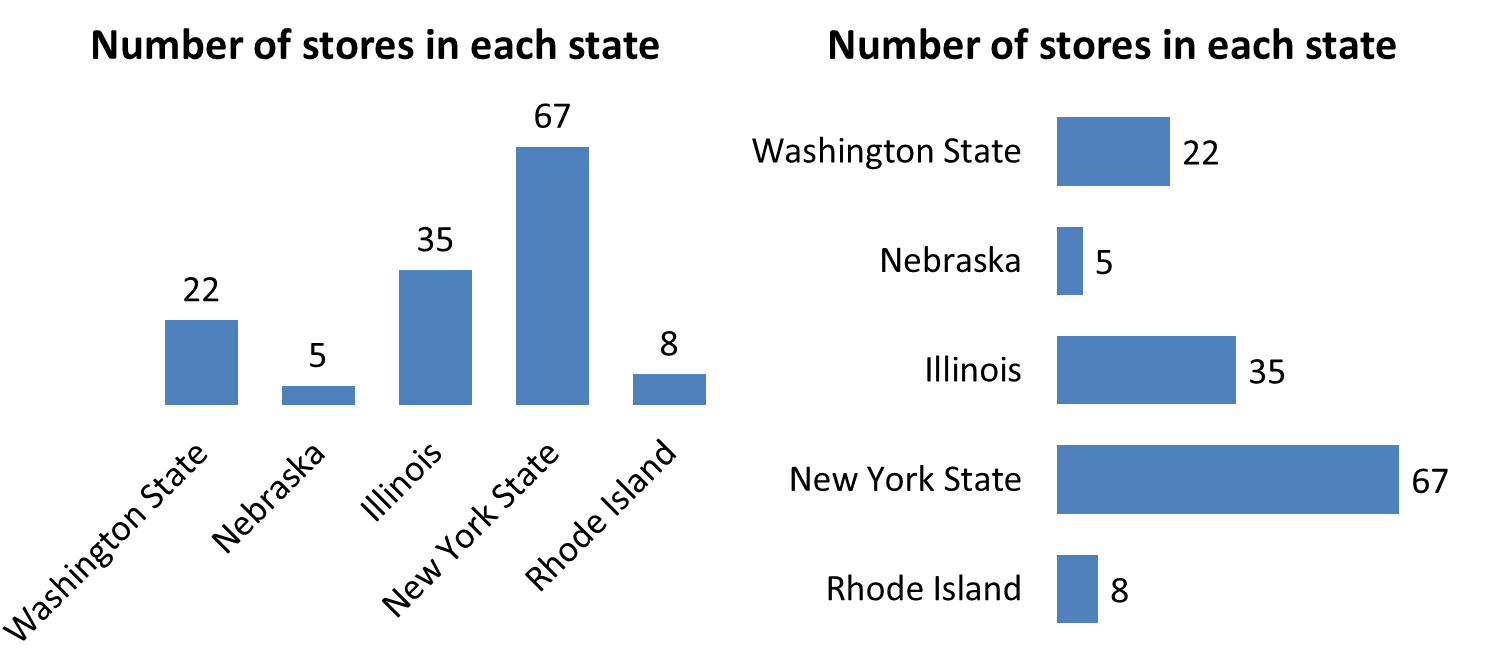 Number of stores in each state
67
35
22
8
5
Washington State
Nebraska
Illinois
New York State
Rhode Island
Number of stores in each state
Washington State 22
Nebraska 5
Illinois 35
New York State 67
Rhode Island 8